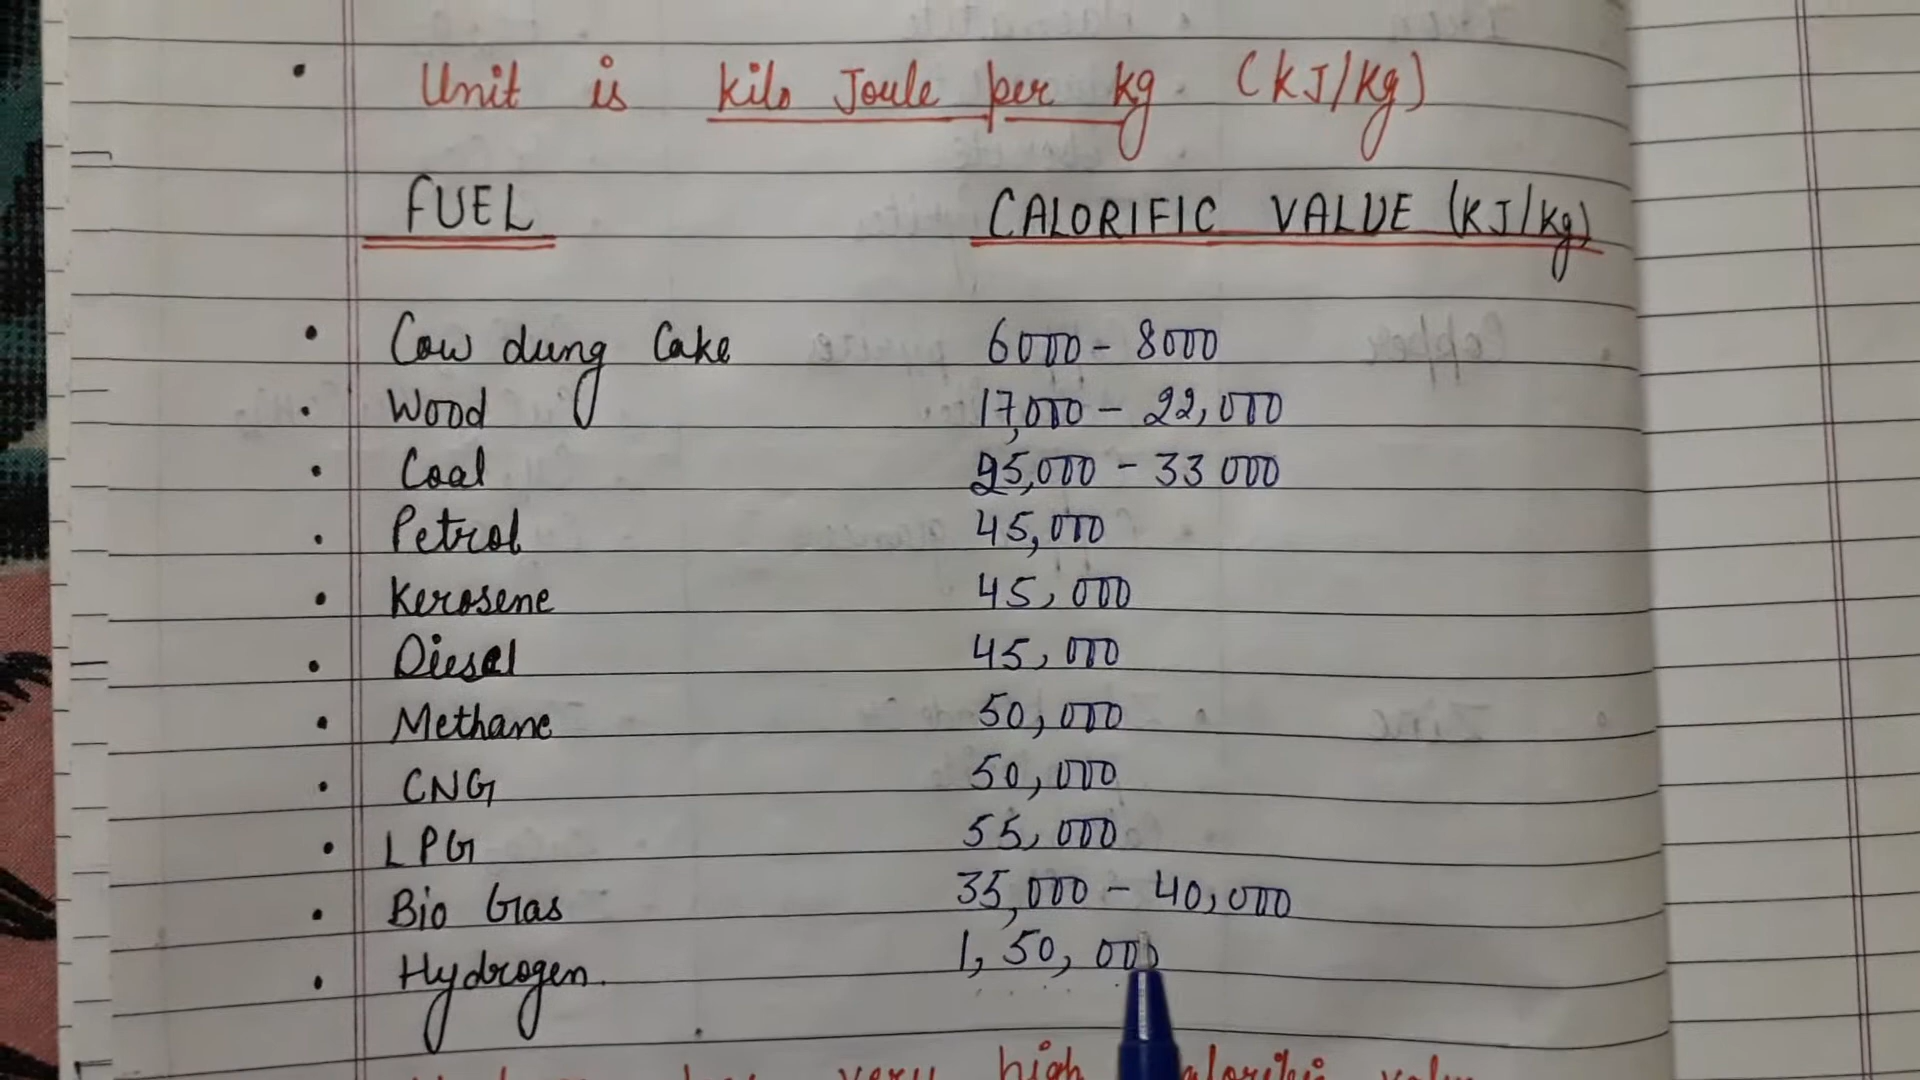 • Unit is kilo Joule per kg. (kJ/kg)
FUEL CALORIFIC VALUE (KJ/kg)
• Cow dung Cake 6000 - 8000
• Wood 17,000 - 22,000
• Coal 25,000 - 33 000
• Petrol 45,000
• Kerosene 45,000
• Diesel 45,000
• Methane 50,000
• CNG 50,000
• LPG 55,000
• Bio Gas 35,000 - 40,000
• Hydrogen. 1,50,000
very high